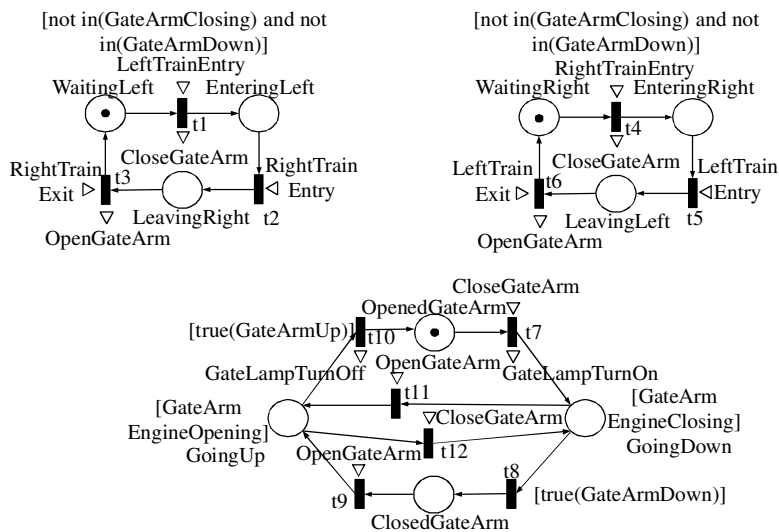 [not in(GateArmClosing) and not
in(GateArmDown)]
LeftTrainEntry
WaitingLeft
EnteringLeft
t1
CloseGateArm
RightTrain
Exit
t3
RightTrain
Entry
LeavingRight
t2
OpenGateArm
[not in(GateArmClosing) and not
in(GateArmDown)]
RightTrainEntry
WaitingRight
EnteringRight
t4
CloseGateArm
LeftTrain
Exit
t6
LeftTrain
Entry
LeavingLeft
t5
OpenGateArm
CloseGateArm
OpenedGateArm
[true(GateArmUp)]
t10
t7
OpenGateArm
GateLampTurnOff
GateLampTurnOn
t11
[GateArm
EngineOpening]
GoingUp
CloseGateArm
[GateArm
EngineClosing]
GoingDown
OpenGateArm
t12
t8
t9
[true(GateArmDown)]
ClosedGateArm